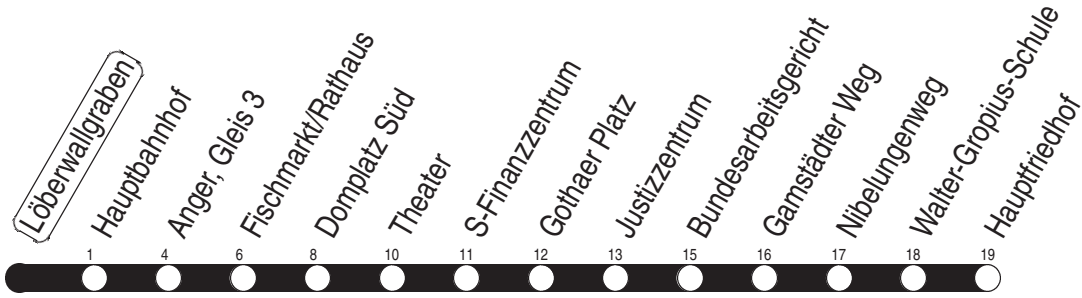 Löberwallgraben
Hauptbahnhof
Anger, Gleis 3
Fischmarkt/Rathaus
Domplatz Süd
Theater
S-Finanzzentrum
Gothaer Platz
Justizzentrum
Bundesarbeitsgericht
Gamstädter Weg
Nibelungenweg
Walter-Gropius-Schule
Hauptfriedhof
1 4 6 8 10 11 12 13 15 16 17 18 19